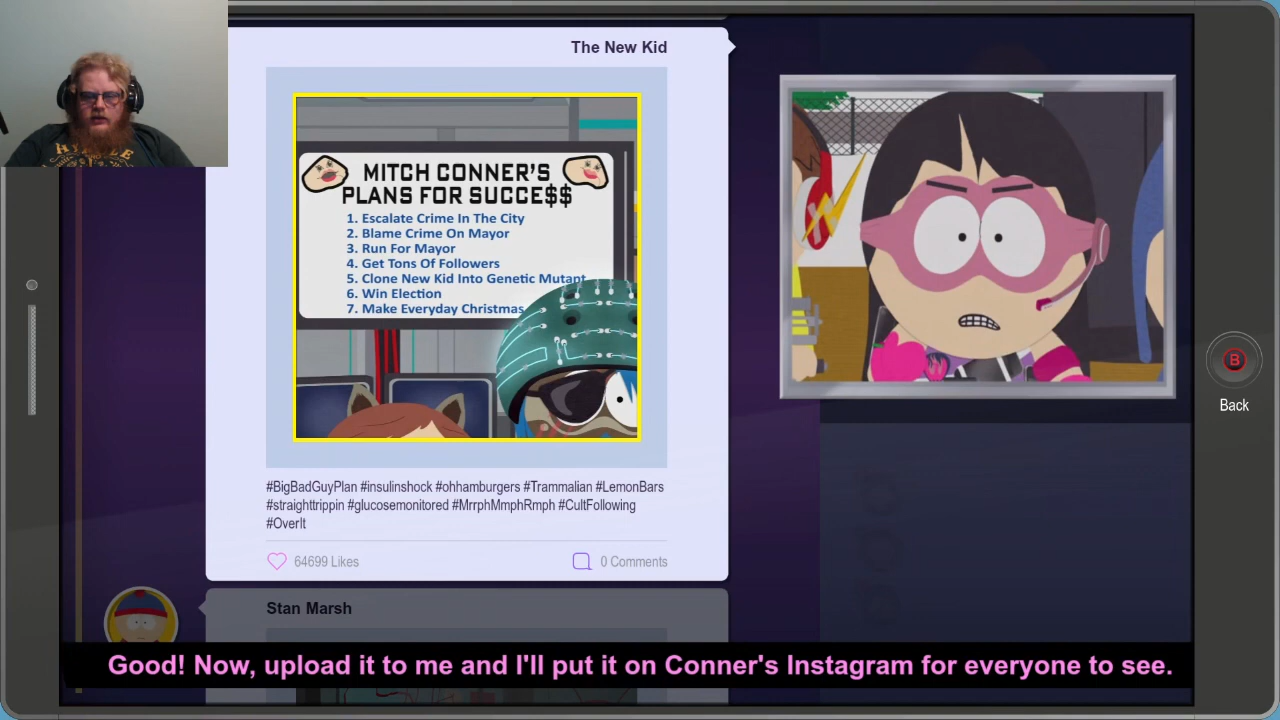 The New Kid
MITCH CONNER'S
PLANS FOR SUCCE$$
1. Escalate Crime In The City
2. Blame Crime On Mayor
3. Run For Mayor
4. Get Tons Of Followers
5. Clone New Kid Into Genetic Mutant
6. Win Election
7. Make Everyday Christmas
#BigBadGuyPlan #insulinshock #ohhamburgers #Trammalian #LemonBars
#straighttrippin #glucosemonitored #MrrphMmphRmph #CultFollowing
#OverIt
64699 Likes
0 Comments
Stan Marsh
B
Back
Good! Now, upload it to me and I'll put it on Conner's Instagram for everyone to see.